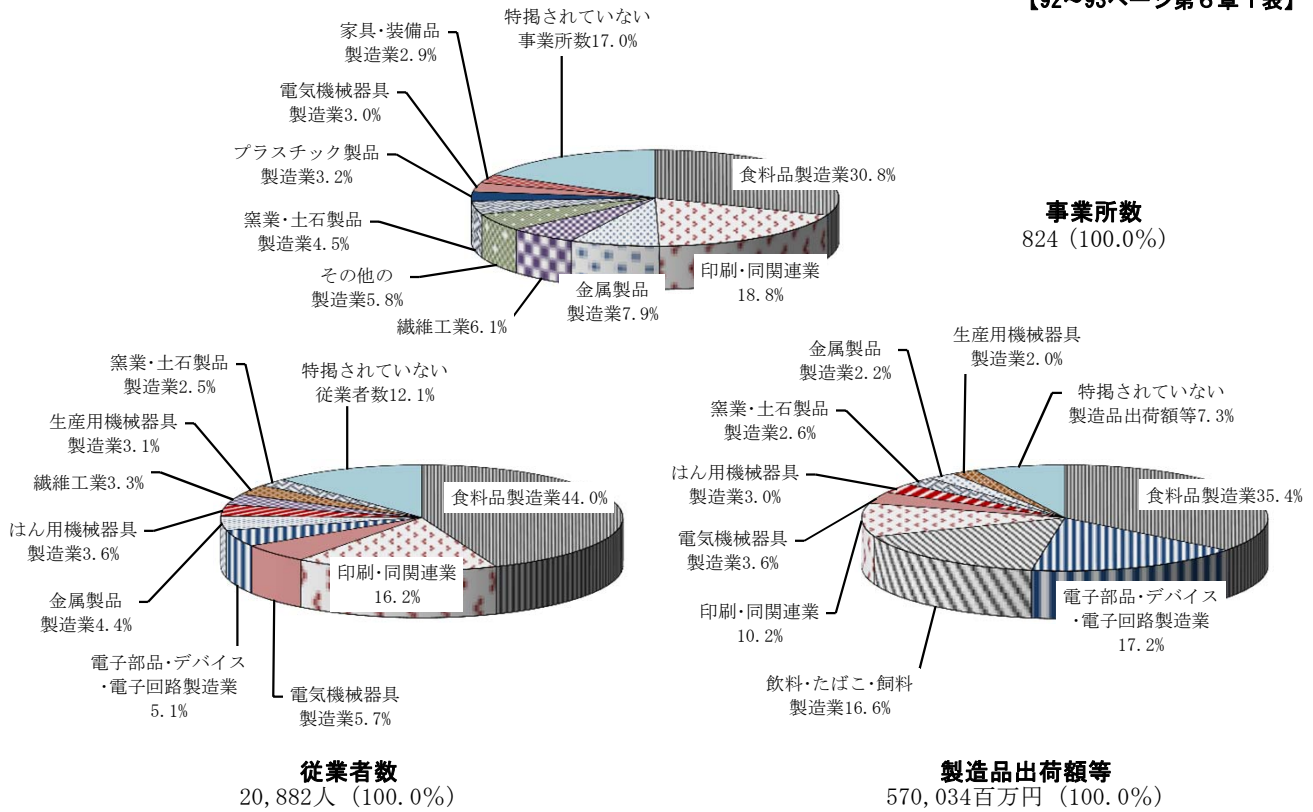 【92～93ページ第6章1表】
特掲されていない
事業所数17.0%
家具・装備品
製造業2.9%
電気機械器具
製造業3.0%
プラスチック製品
製造業3.2%
窯業・土石製品
製造業4.5%
その他の
製造業5.8%
繊維工業6.1%
金属製品
製造業7.9%
印刷・同関連業
18.8%
食料品製造業30.8%
事業所数
824（100.0%）
特掲されていない
従業者数12.1%
窯業・土石製品
製造業2.5%
生産用機械器具
製造業3.1%
繊維工業3.3%
はん用機械器具
製造業3.6%
金属製品
製造業4.4%
電子部品・デバイス
・電子回路製造業
5.1%
電気機械器具
製造業5.7%
印刷・同関連業
16.2%
食料品製造業44.0%
従業者数
20,882人（100.0%）
生産用機械器具
製造業2.0%
金属製品
製造業2.2%
特掲されていない
製造品出荷額等7.3%
窯業・土石製品
製造業2.6%
はん用機械器具
製造業3.0%
電気機械器具
製造業3.6%
印刷・同関連業
10.2%
飲料・たばこ・飼料
製造業16.6%
電子部品・デバイス
・電子回路製造業
17.2%
食料品製造業35.4%
製造品出荷額等
570,034百万円（100.0%）